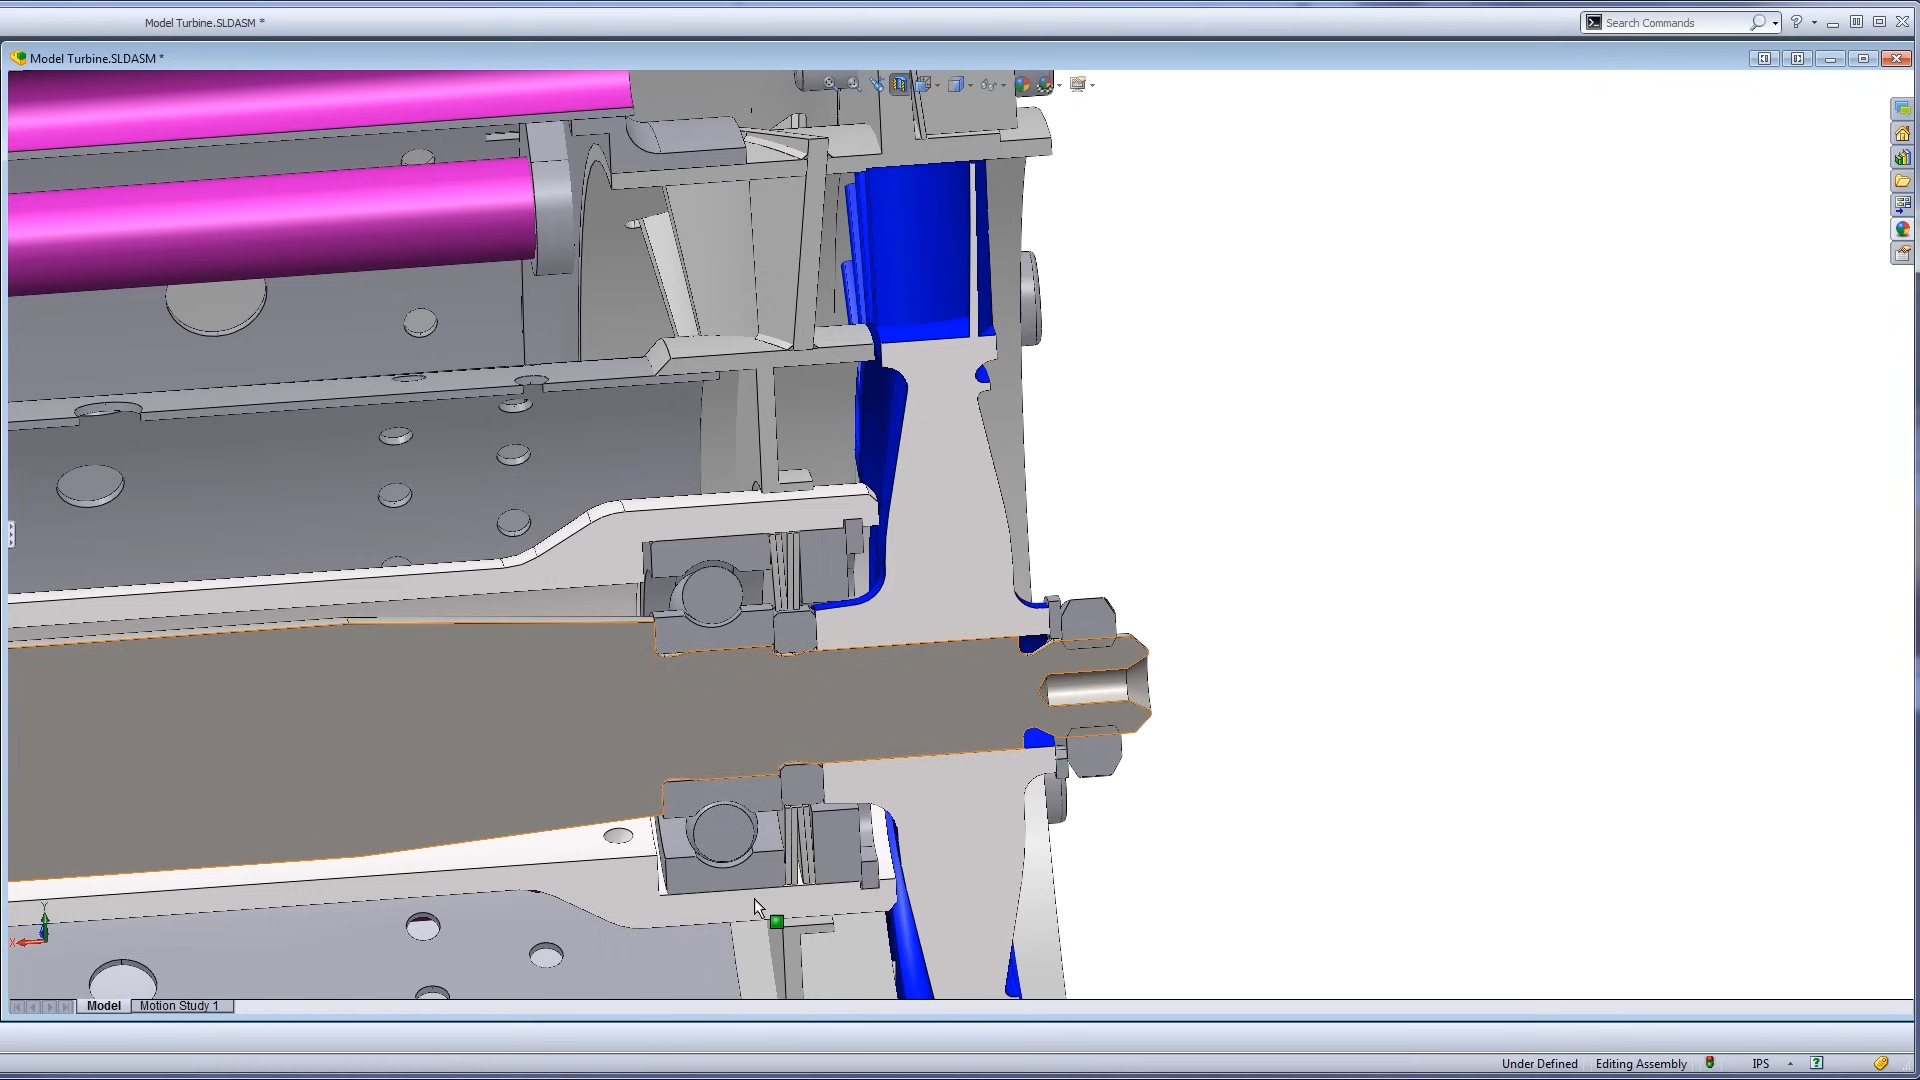 Model Turbine.SLDASM *
Search Commands
?
Model Turbine.SLDASM *
Y
X
Model
Motion Study 1
Under Defined
Editing Assembly
IPS
?